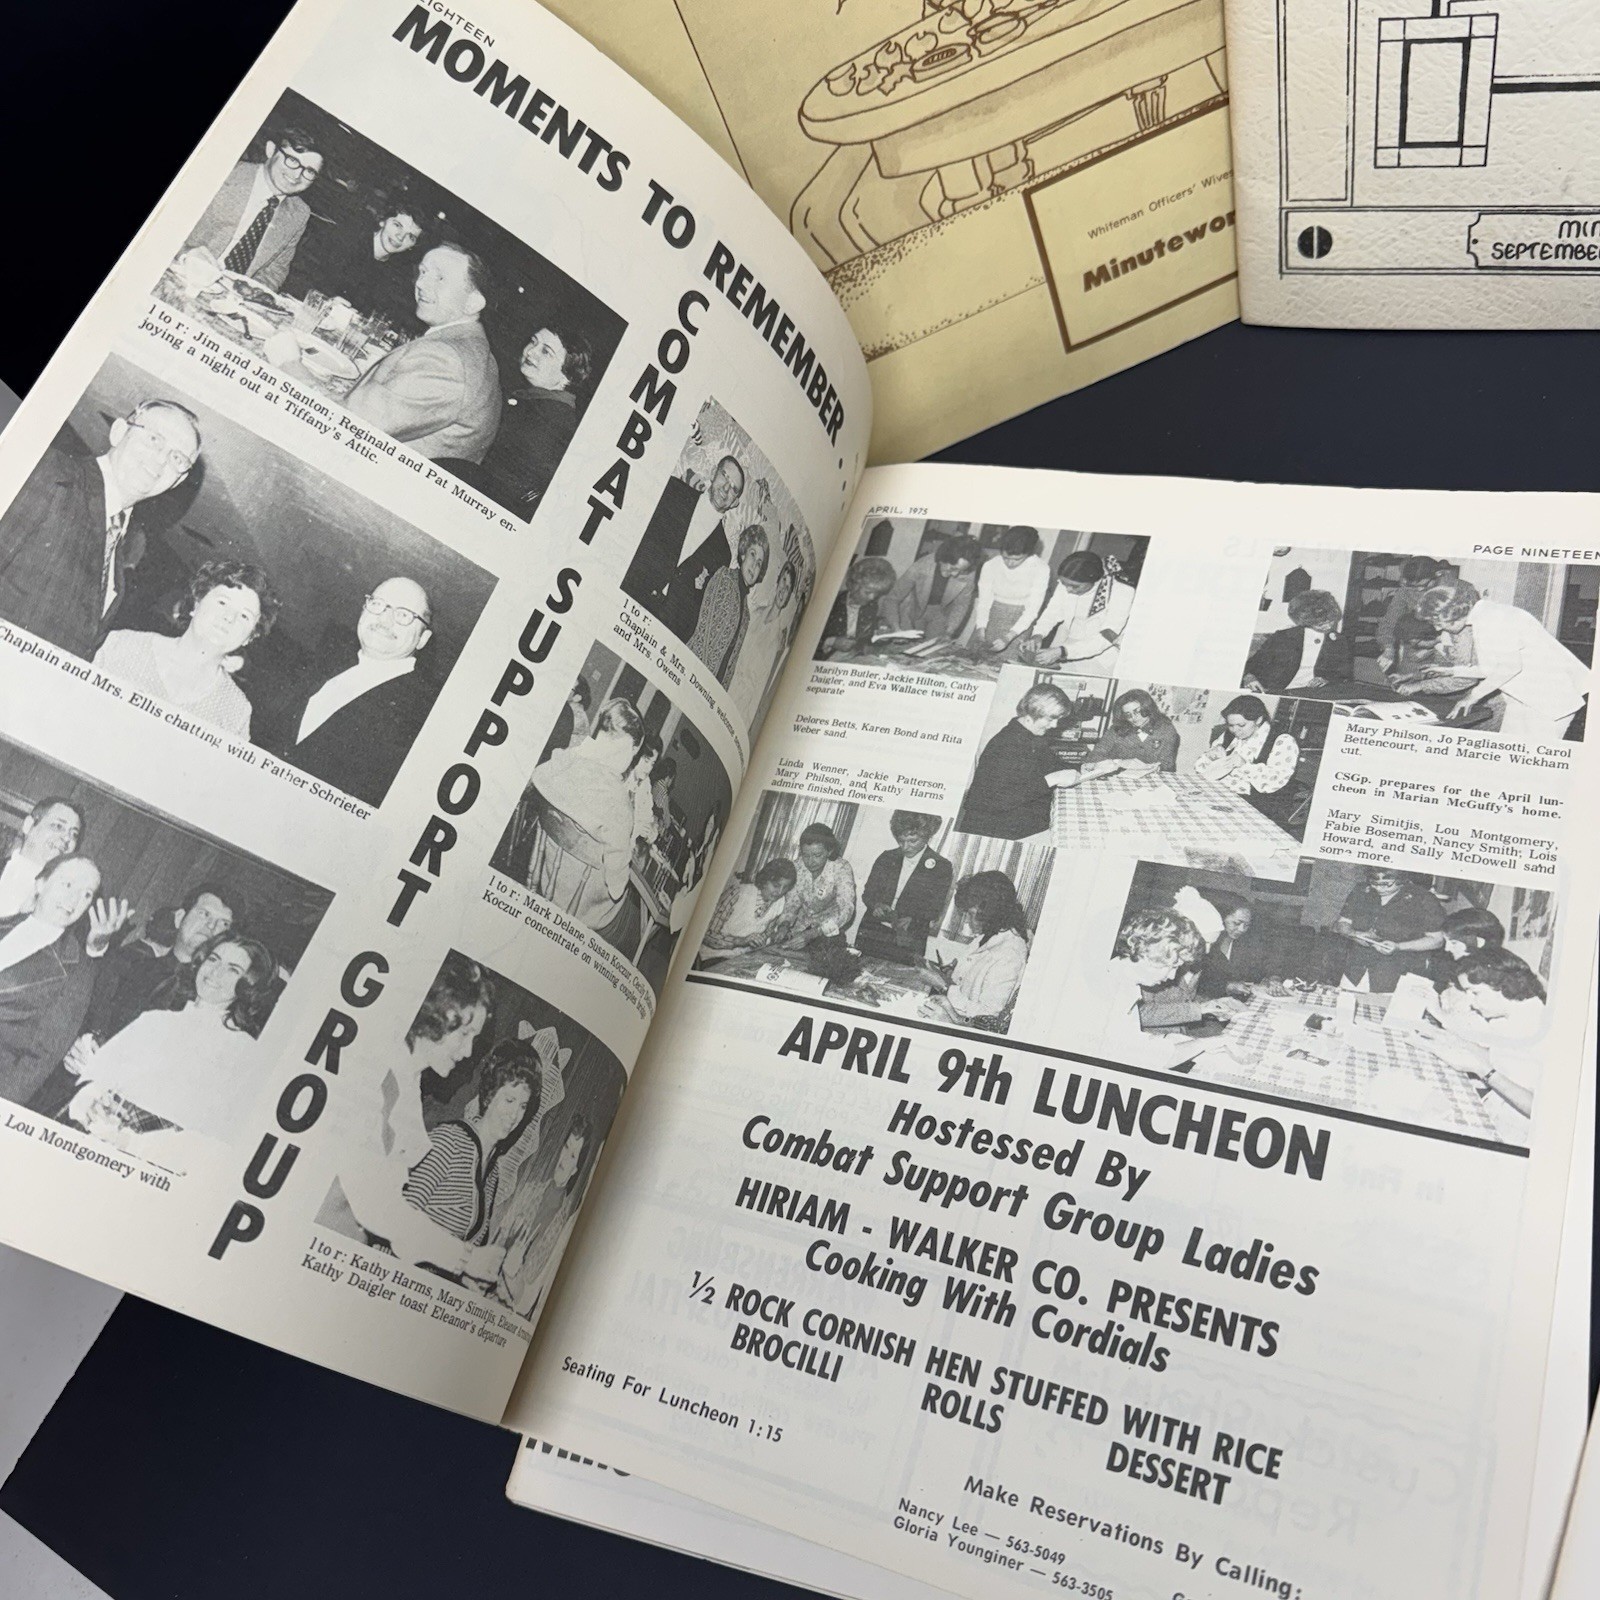 EIGHTEEN
MOMENTS TO REMEMBER . . .
COMBAT SUPPORT GROUP
l to r: Jim and Jan Stanton; Reginald and Pat Murray en-
joying a night out at Tiffany's Attic.
Chaplain and Mrs. Ellis chatting with Father Schrieter
Lou Montgomery with
l to r:
Chaplain & Mrs. Downing welcome
and Mrs. Owens
l to r: Mark Delane, Susan Koczur, Cecily
Koczur concentrate on winning couples bridge
l to r: Kathy Harms, Mary Simitjis, Eleanor
Kathy Daigler toast Eleanor's departure
Whiteman Officers' Wives
Minutewo
SEPTEMBE
APRIL, 1975
PAGE NINETEEN
Marilyn Butler, Jackie Hilton, Cathy
Daigler, and Eva Wallace twist and
separate
Delores Betts, Karen Bond and Rita
Weber sand.
Linda Wenner, Jackie Patterson,
Mary Philson, and Kathy Harms
admire finished flowers.
Mary Philson, Jo Pagliasotti, Carol
Bettencourt, and Marcie Wickham
cut.
CSGp. prepares for the April lun-
cheon in Marian McGuffy's home.
Mary Simitjis, Lou Montgomery,
Fabie Boseman, Nancy Smith; Lois
Howard, and Sally McDowell sand
some more.
APRIL 9th LUNCHEON
Hostessed By
Combat Support Group Ladies
HIRIAM - WALKER CO. PRESENTS
Cooking With Cordials
½ ROCK CORNISH HEN STUFFED WITH RICE
BROCILLI
ROLLS
DESSERT
Seating For Luncheon 1:15
Make Reservations By Calling:
Nancy Lee — 563-5049
Gloria Younginer — 563-3505